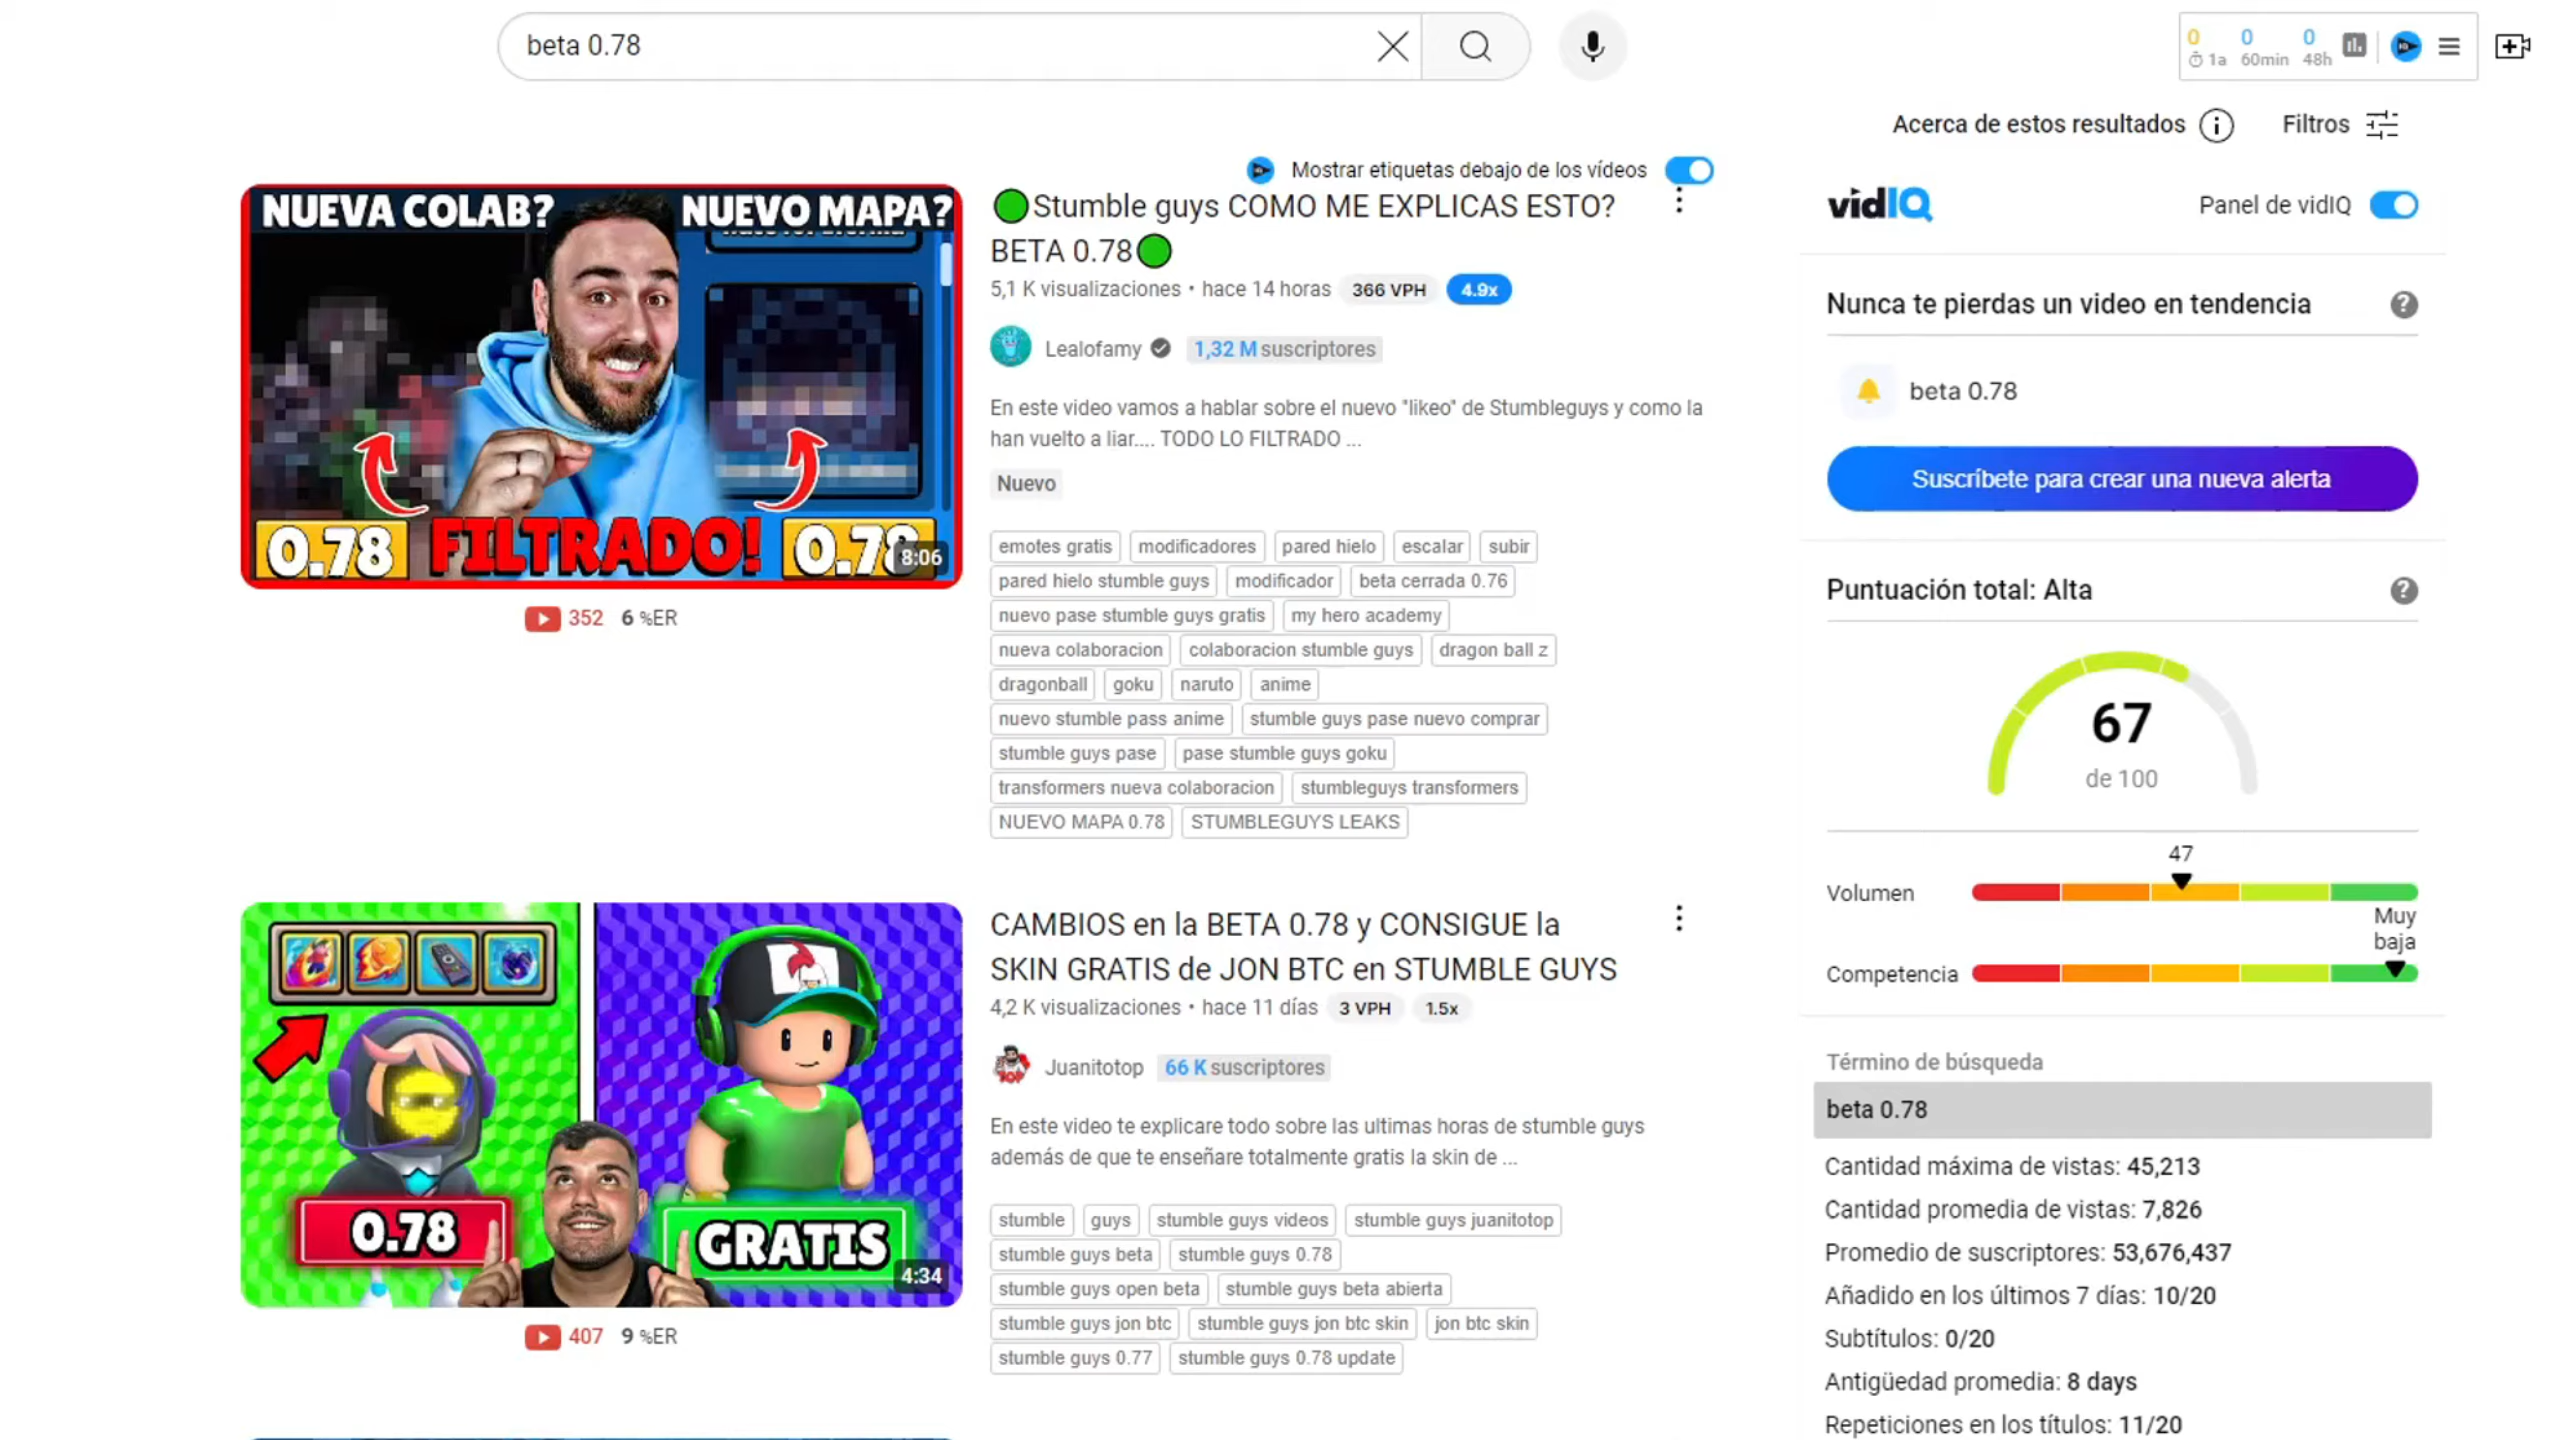 beta 0.78
0 0 0
1a 60min 48h
Acerca de estos resultados
Filtros
Mostrar etiquetas debajo de los vídeos
NUEVA COLAB? NUEVO MAPA?
0.78 FILTRADO! 0.78
8:06
352 6 %ER
Stumble guys COMO ME EXPLICAS ESTO?
BETA 0.78
5,1 K visualizaciones • hace 14 horas 366 VPH 4.9x
Lealofamy 1,32 M suscriptores
En este video vamos a hablar sobre el nuevo "likeo" de Stumbleguys y como la
han vuelto a liar.... TODO LO FILTRADO ...
Nuevo
emotes gratis modificadores pared hielo escalar subir
pared hielo stumble guys modificador beta cerrada 0.76
nuevo pase stumble guys gratis my hero academy
nueva colaboracion colaboracion stumble guys dragon ball z
dragonball goku naruto anime
nuevo stumble pass anime stumble guys pase nuevo comprar
stumble guys pase pase stumble guys goku
transformers nueva colaboracion stumbleguys transformers
NUEVO MAPA 0.78 STUMBLEGUYS LEAKS
0.78
GRATIS
4:34
407 9 %ER
CAMBIOS en la BETA 0.78 y CONSIGUE la
SKIN GRATIS de JON BTC en STUMBLE GUYS
4,2 K visualizaciones • hace 11 días 3 VPH 1.5x
TOP
Juanitotop 66 K suscriptores
En este video te explicare todo sobre las ultimas horas de stumble guys
además de que te enseñare totalmente gratis la skin de ...
stumble guys stumble guys videos stumble guys juanitotop
stumble guys beta stumble guys 0.78
stumble guys open beta stumble guys beta abierta
stumble guys jon btc stumble guys jon btc skin jon btc skin
stumble guys 0.77 stumble guys 0.78 update
vidIQ
Panel de vidIQ
Nunca te pierdas un video en tendencia
beta 0.78
Suscríbete para crear una nueva alerta
Puntuación total: Alta
67
de 100
47
Volumen
Muy
baja
Competencia
Término de búsqueda
beta 0.78
Cantidad máxima de vistas: 45,213
Cantidad promedia de vistas: 7,826
Promedio de suscriptores: 53,676,437
Añadido en los últimos 7 días: 10/20
Subtítulos: 0/20
Antigüedad promedia: 8 days
Repeticiones en los títulos: 11/20